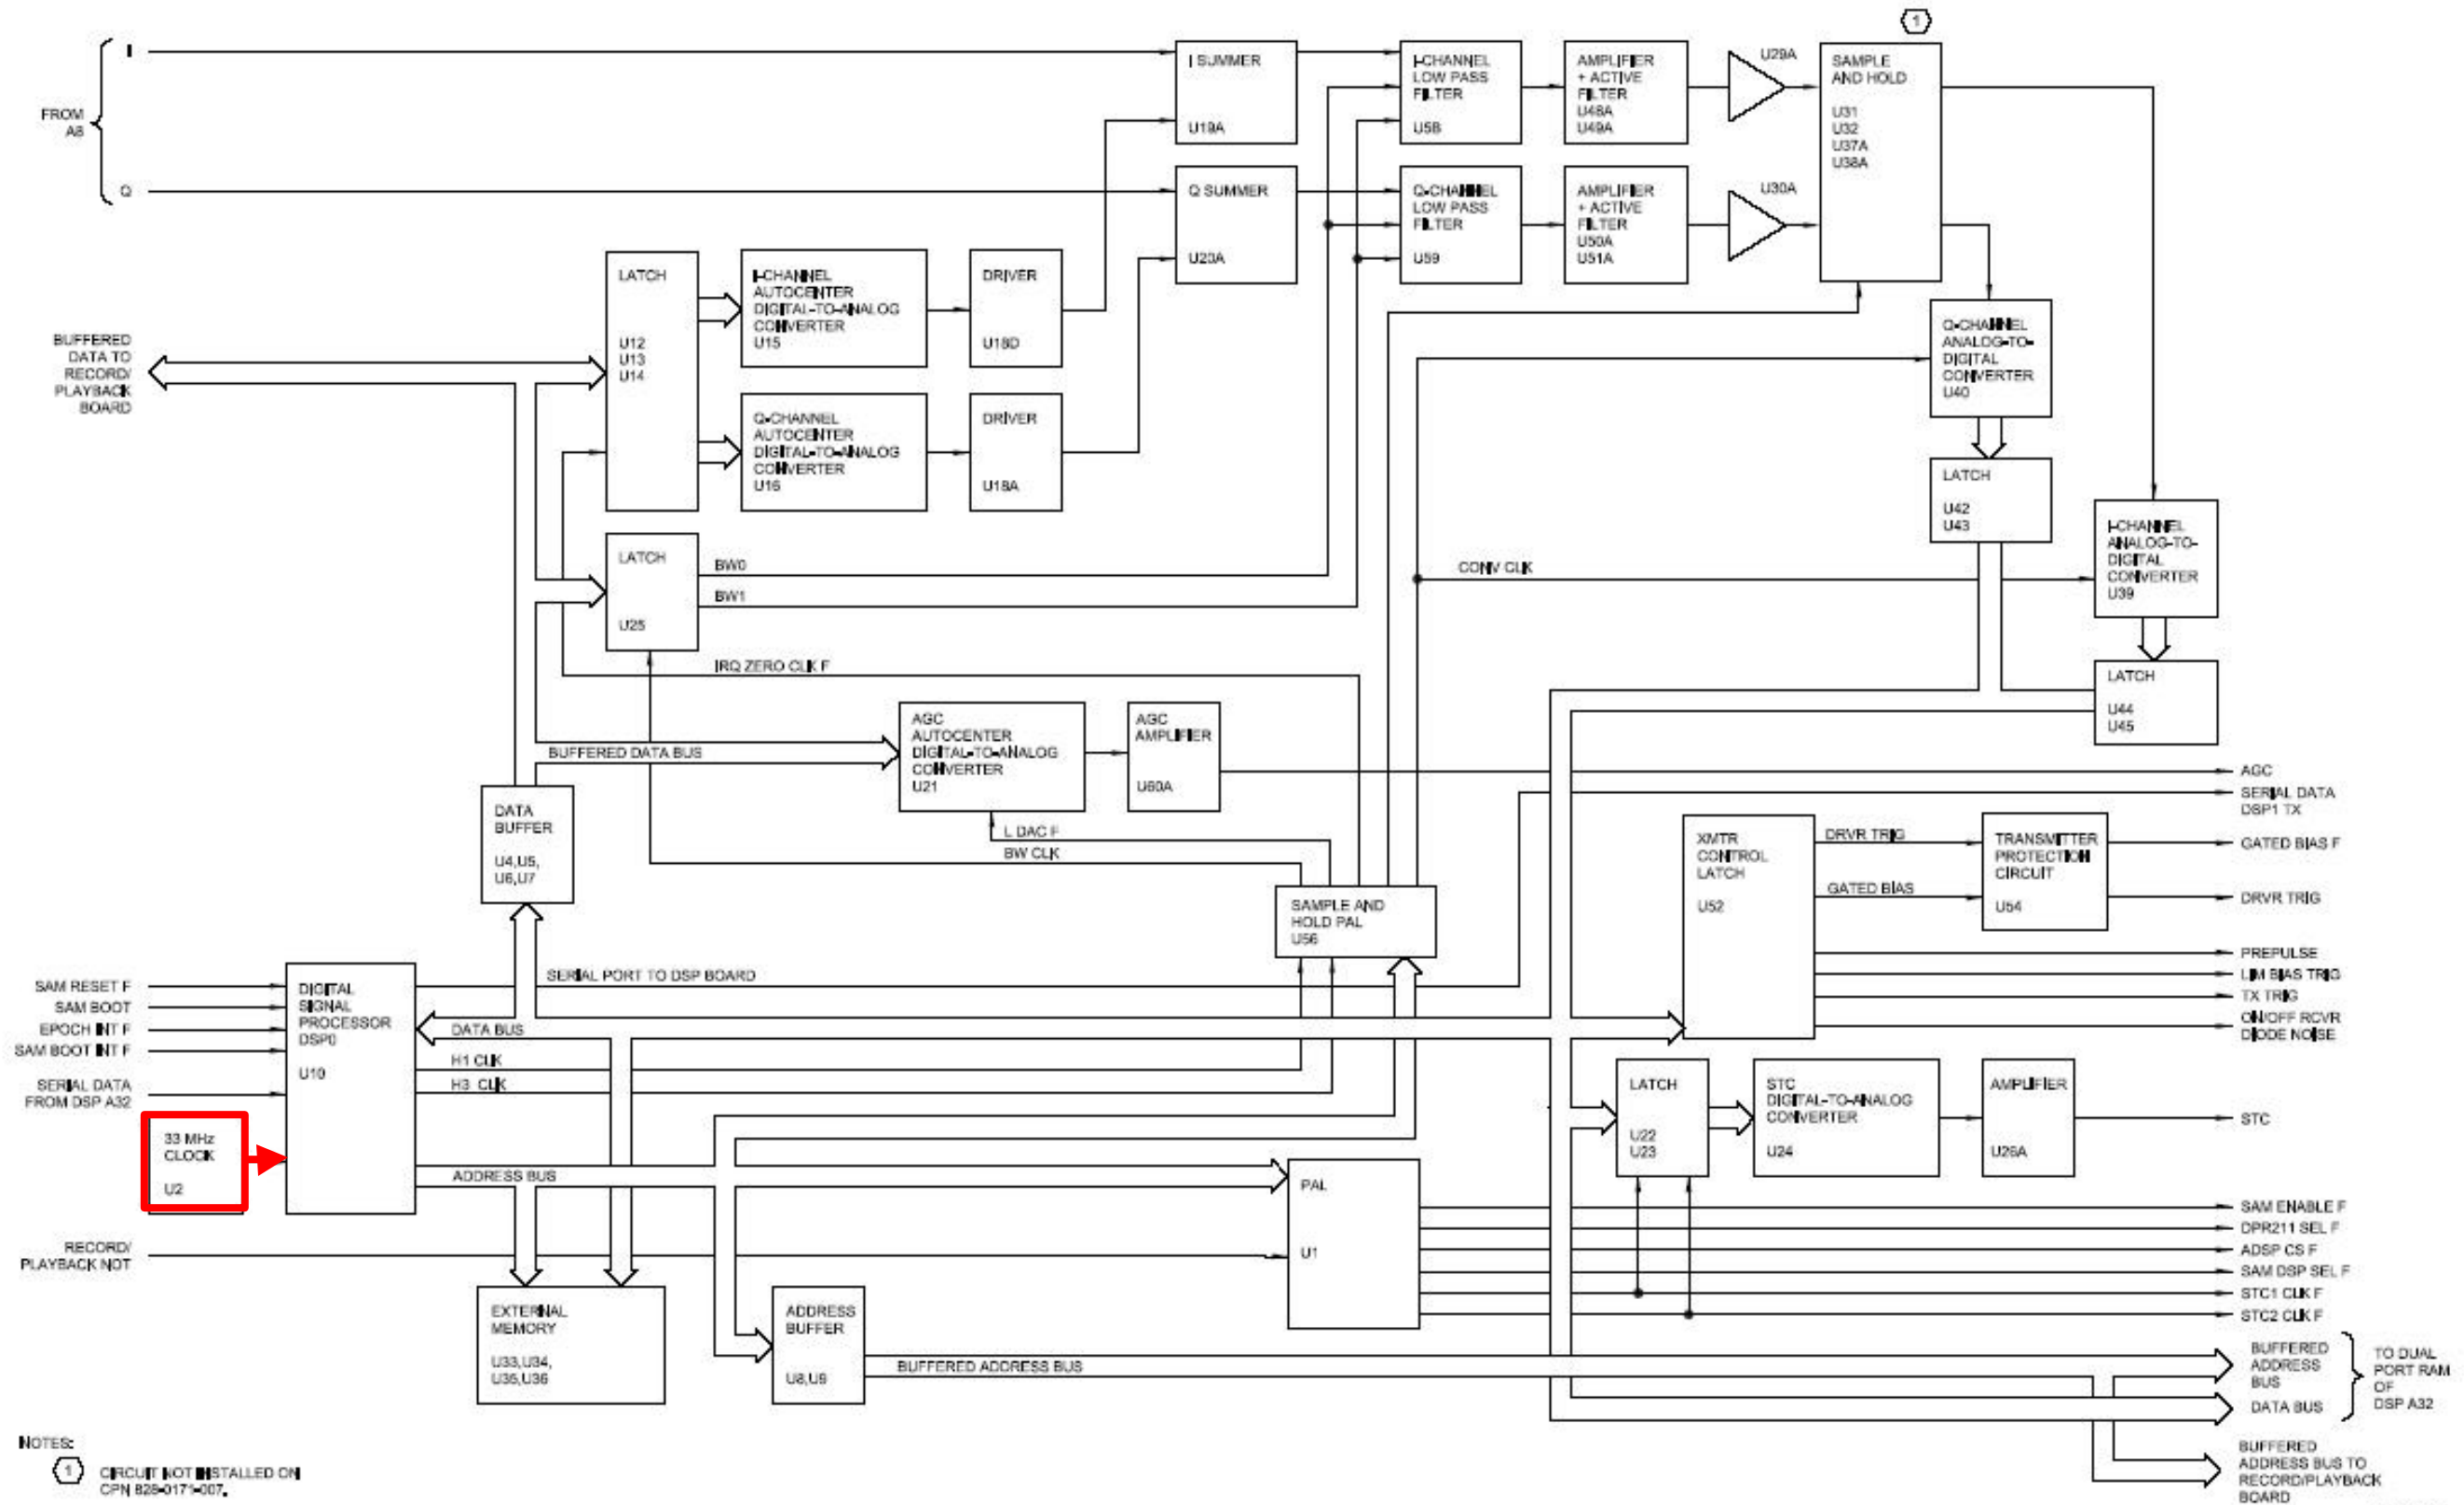 1
I
FROM
A8
Q
I SUMMER
U19A
I-CHANNEL
LOW PASS
FILTER
U58
AMPLIFIER
+ ACTIVE
FILTER
U48A
U49A
U29A
SAMPLE
AND HOLD
U31
U32
U37A
U38A
Q SUMMER
U20A
Q-CHANNEL
LOW PASS
FILTER
U59
AMPLIFIER
+ ACTIVE
FILTER
U50A
U51A
U30A
BUFFERED
DATA TO
RECORD/
PLAYBACK
BOARD
LATCH
U12
U13
U14
I-CHANNEL
AUTOCENTER
DIGITAL-TO-ANALOG
CONVERTER
U15
DRIVER
U18D
Q-CHANNEL
AUTOCENTER
DIGITAL-TO-ANALOG
CONVERTER
U16
DRIVER
U18A
Q-CHANNEL
ANALOG-TO-
DIGITAL
CONVERTER
U40
LATCH
U42
U43
I-CHANNEL
ANALOG-TO-
DIGITAL
CONVERTER
U39
LATCH
U44
U45
LATCH
U25
BW0
BW1
CONV CLK
IRQ ZERO CLK F
AGC
AUTOCENTER
DIGITAL-TO-ANALOG
CONVERTER
U21
AGC
AMPLIFIER
U60A
BUFFERED DATA BUS
DATA
BUFFER
U4,U5,
U6,U7
L DAC F
BW CLK
SAMPLE AND
HOLD PAL
U56
XMTR
CONTROL
LATCH
U52
DRVR TRIG
GATED BIAS
TRANSMITTER
PROTECTION
CIRCUIT
U54
AGC
SERIAL DATA
DSP1 TX
GATED BIAS F
DRVR TRIG
PREPULSE
LIM BIAS TRIG
TX TRIG
ON/OFF RCVR
DIODE NOISE
SAM RESET F
SAM BOOT
EPOCH INT F
SAM BOOT INT F
SERIAL DATA
FROM DSP A32
DIGITAL
SIGNAL
PROCESSOR
DSP0
U10
SERIAL PORT TO DSP BOARD
DATA BUS
H1 CLK
H3 CLK
33 MHz
CLOCK
U2
ADDRESS BUS
RECORD/
PLAYBACK NOT
LATCH
U22
U23
STC
DIGITAL-TO-ANALOG
CONVERTER
U24
AMPLIFIER
U26A
STC
PAL
U1
SAM ENABLE F
DPR211 SEL F
ADSP CS F
SAM DSP SEL F
STC1 CLK F
STC2 CLK F
EXTERNAL
MEMORY
U33,U34,
U35,U36
ADDRESS
BUFFER
U8,U9
BUFFERED ADDRESS BUS
BUFFERED
ADDRESS
BUS
DATA BUS
TO DUAL
PORT RAM
OF
DSP A32
BUFFERED
ADDRESS BUS TO
RECORD/PLAYBACK
BOARD
NOTES:
1
CIRCUIT NOT INSTALLED ON
CPN 828-0171-007.